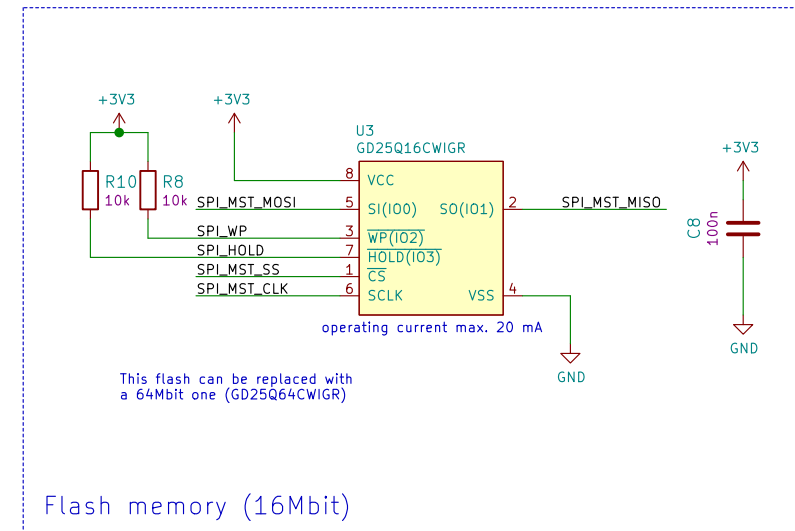 +3V3
+3V3
U3
GD25Q16CWIGR
+3V3
R10
10k
R8
10k
8
VCC
SPI_MST_MOSI
5
SI(IO0)
SO(IO1)
2
SPI_MST_MISO
C8
100n
SPI_WP
3
WP(IO2)
SPI_HOLD
7
HOLD(IO3)
SPI_MST_SS
1
CS
SPI_MST_CLK
6
SCLK
VSS
4
operating current max. 20 mA
GND
GND
This flash can be replaced with
a 64Mbit one (GD25Q64CWIGR)
Flash memory (16Mbit)